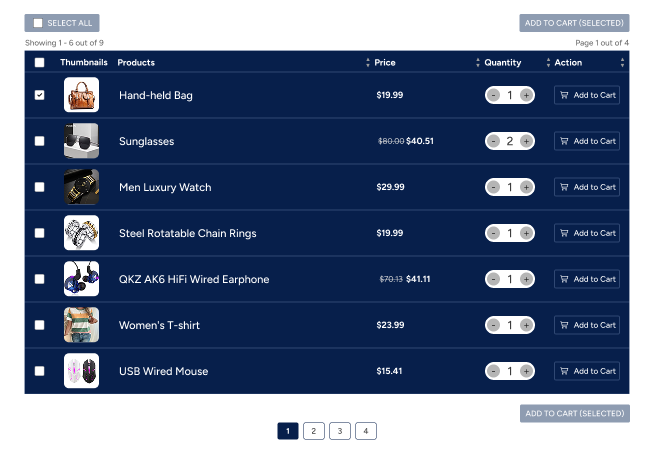 SELECT ALL
ADD TO CART (SELECTED)
Showing 1 - 6 out of 9
Page 1 out of 4
Thumbnails Products Price Quantity Action
Hand-held Bag $19.99 - 1 + Add to Cart
Sunglasses $80.00 $40.51 - 2 + Add to Cart
Men Luxury Watch $29.99 - 1 + Add to Cart
Steel Rotatable Chain Rings $19.99 - 1 + Add to Cart
QKZ AK6 HiFi Wired Earphone $70.13 $41.11 - 1 + Add to Cart
Women's T-shirt $23.99 - 1 + Add to Cart
USB Wired Mouse $15.41 - 1 + Add to Cart
ADD TO CART (SELECTED)
1 2 3 4